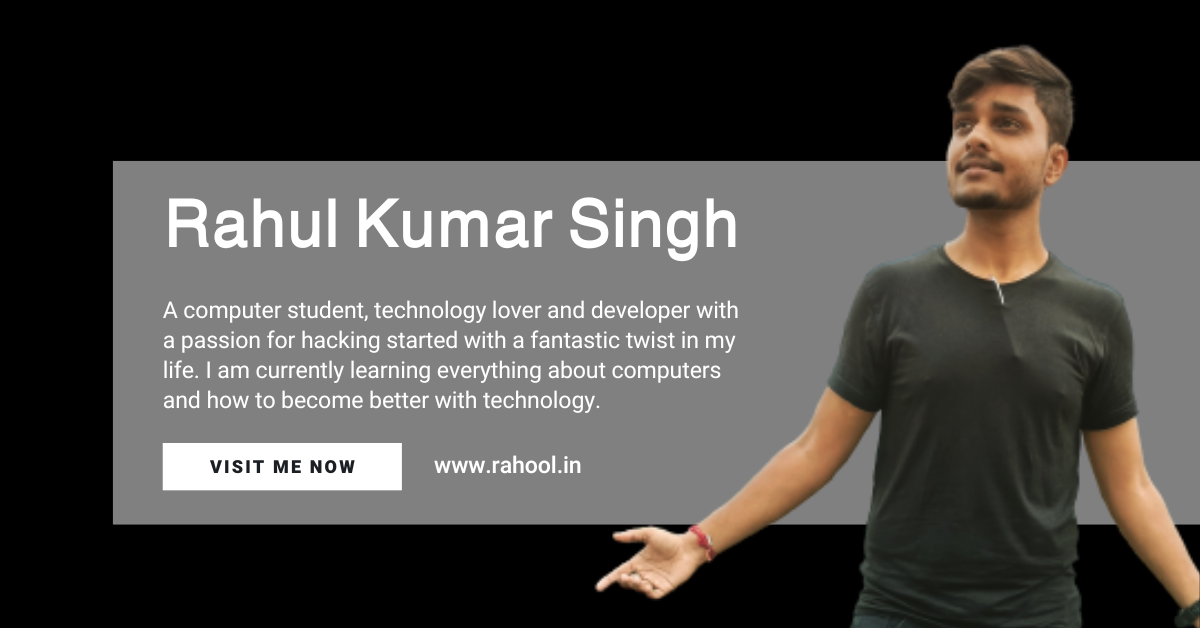 Rahul Kumar Singh
A computer student, technology lover and developer with
a passion for hacking started with a fantastic twist in my
life. I am currently learning everything about computers
and how to become better with technology.
VISIT ME NOW
www.rahool.in